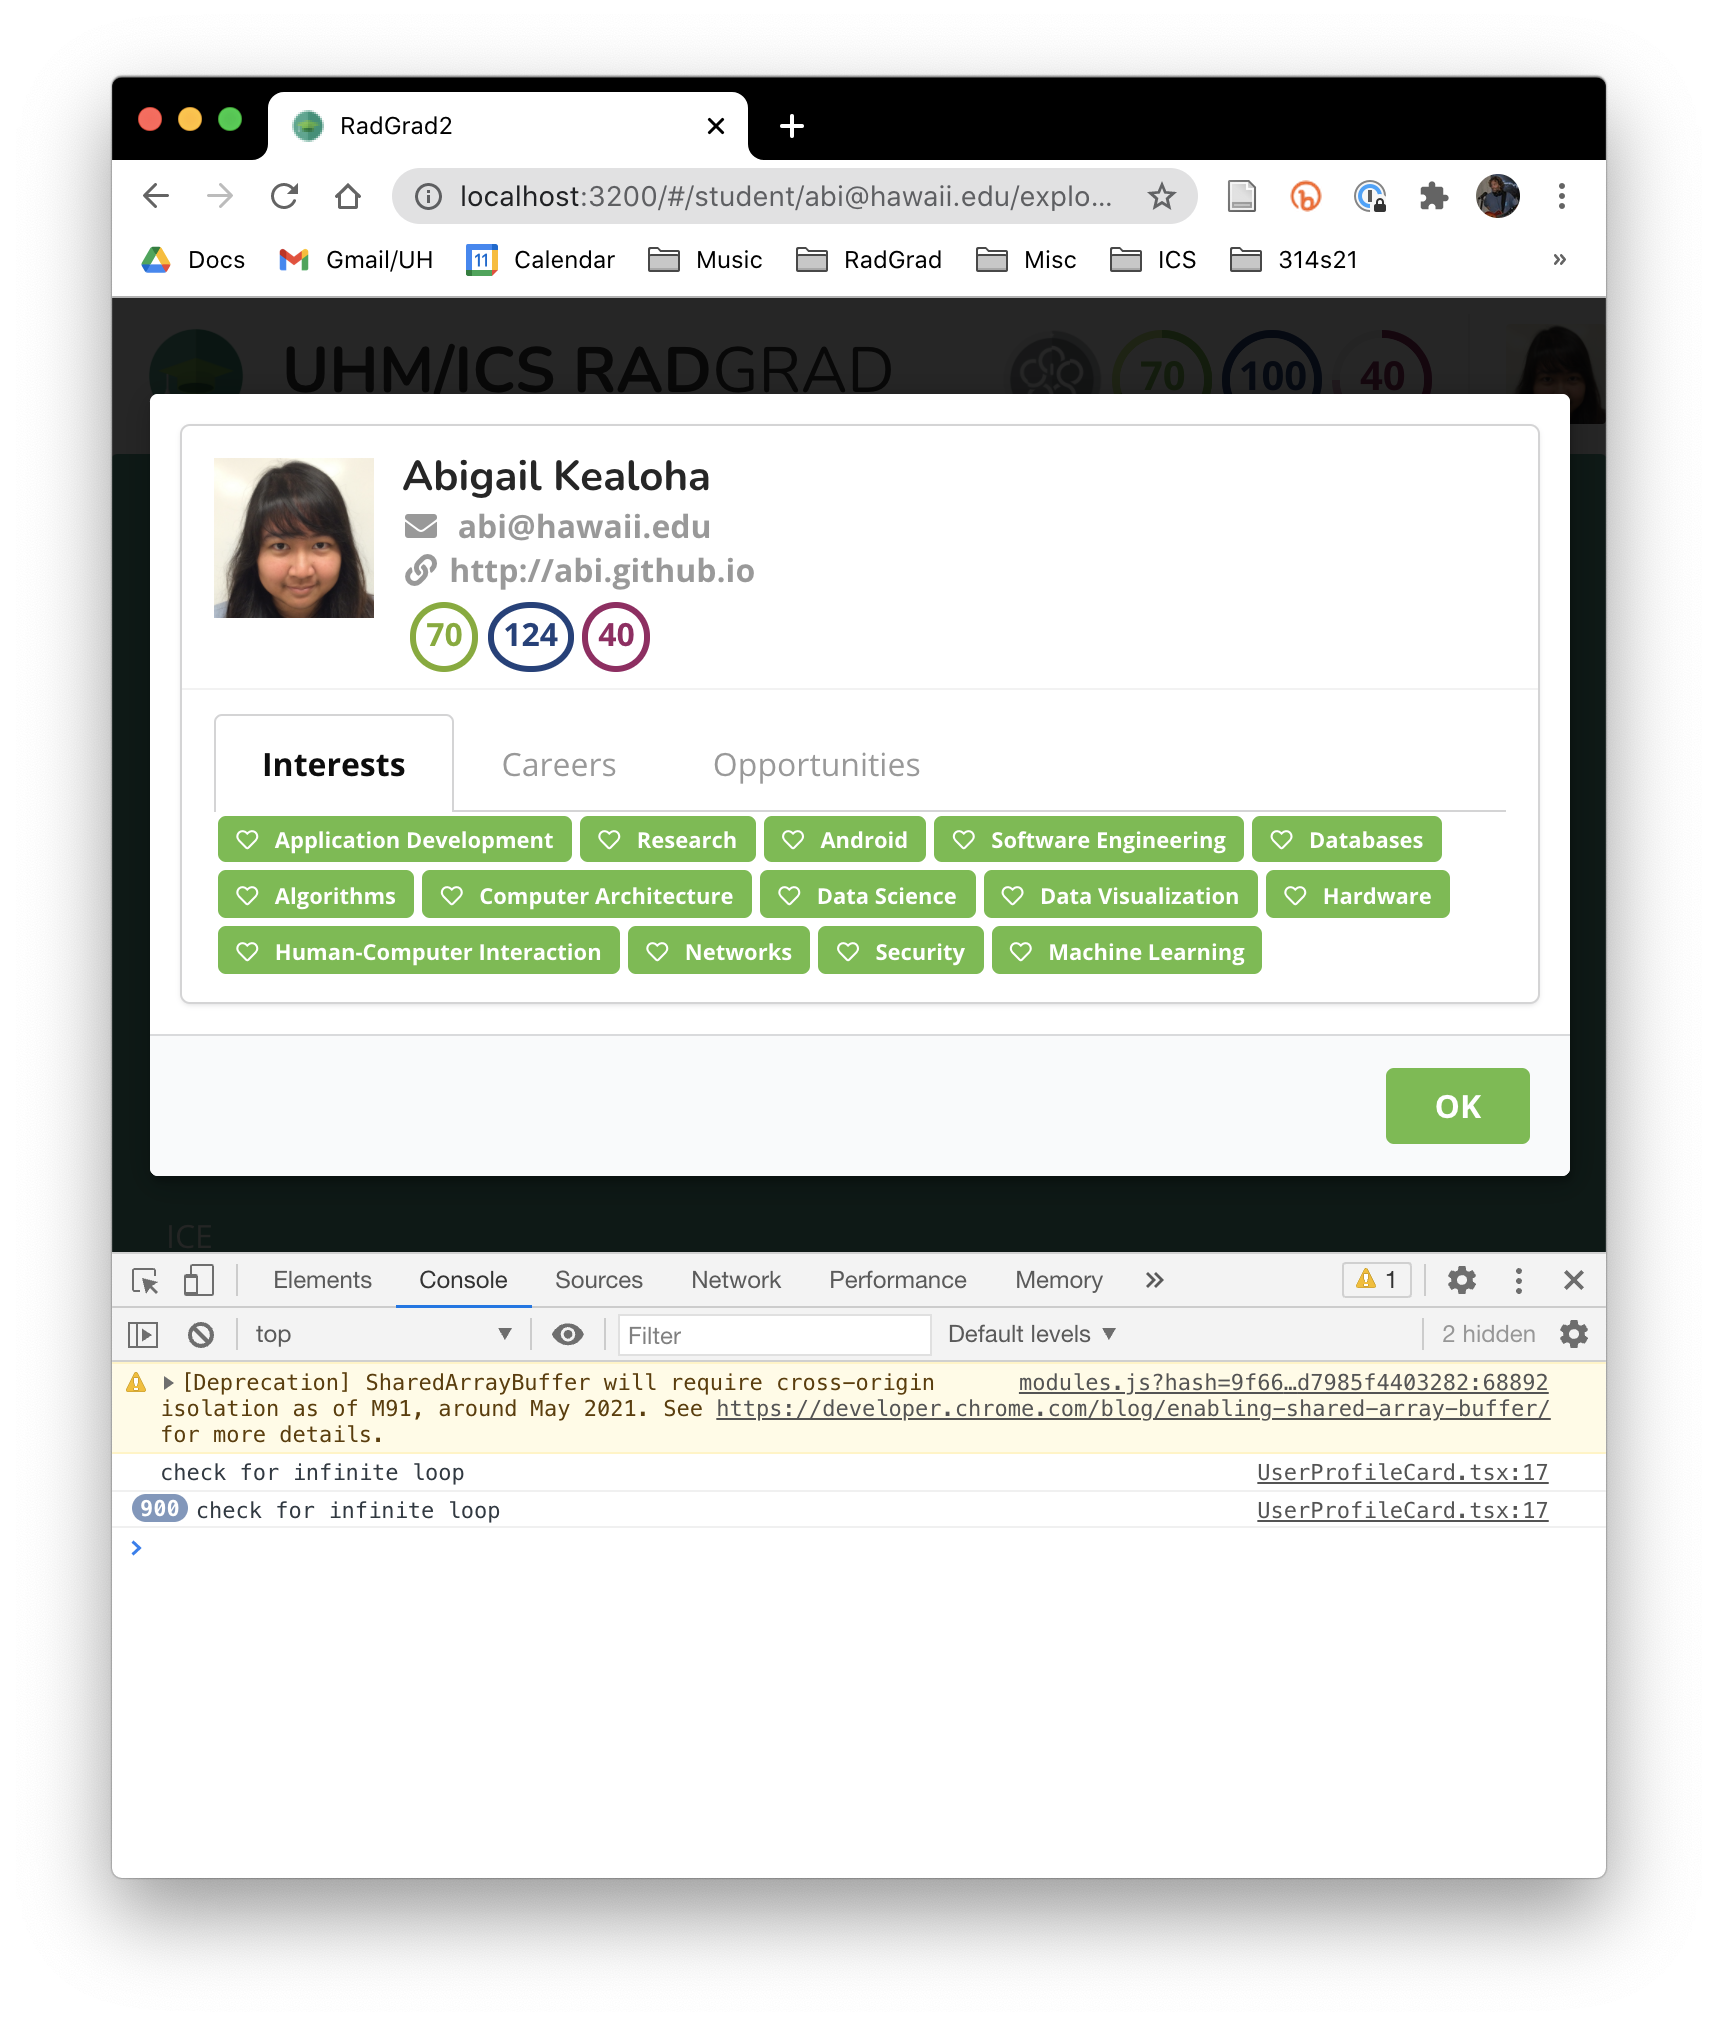 RadGrad2
localhost:3200/#/student/abi@hawaii.edu/explo...
Docs Gmail/UH 11 Calendar Music RadGrad Misc ICS 314s21 »
UHM/ICS RADGRAD 70 100 40
Abigail Kealoha
abi@hawaii.edu
http://abi.github.io
70 124 40
Interests Careers Opportunities
Application Development Research Android Software Engineering Databases
Algorithms Computer Architecture Data Science Data Visualization Hardware
Human-Computer Interaction Networks Security Machine Learning
OK
ICE
Elements Console Sources Network Performance Memory » 1
top Filter Default levels 2 hidden
[Deprecation] SharedArrayBuffer will require cross-origin modules.js?hash=9f66…d7985f4403282:68892
isolation as of M91, around May 2021. See https://developer.chrome.com/blog/enabling-shared-array-buffer/
for more details.
check for infinite loop UserProfileCard.tsx:17
900 check for infinite loop UserProfileCard.tsx:17